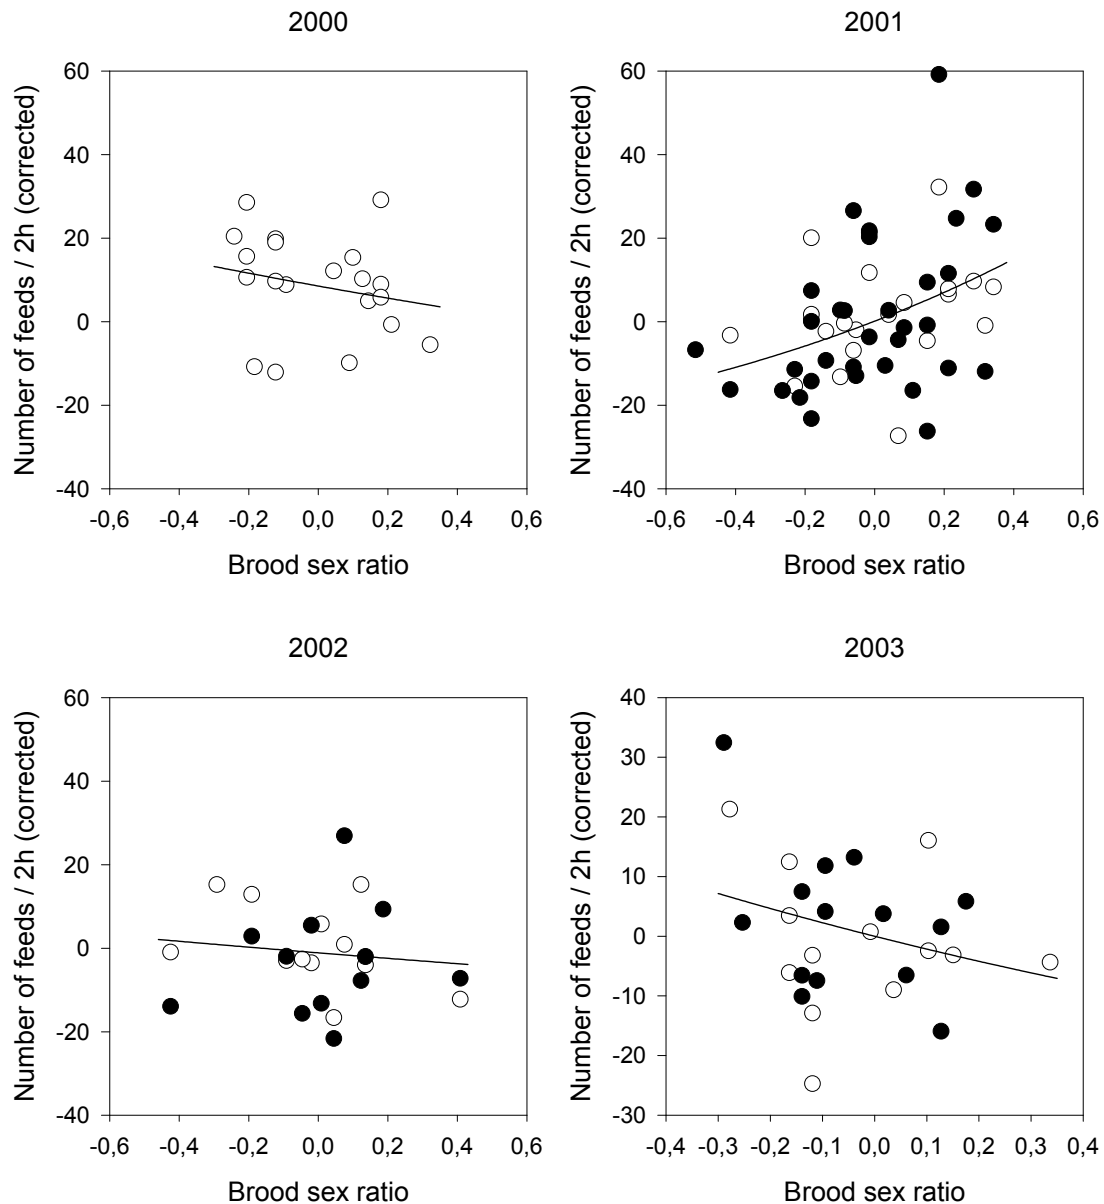 2000
Number of feeds / 2h (corrected)
60
40
20
0
-20
-40
-0,6 -0,4 -0,2 0,0 0,2 0,4 0,6
Brood sex ratio
2001
Number of feeds / 2h (corrected)
60
40
20
0
-20
-40
-0,6 -0,4 -0,2 0,0 0,2 0,4 0,6
Brood sex ratio
2002
Number of feeds / 2h (corrected)
60
40
20
0
-20
-40
-0,6 -0,4 -0,2 0,0 0,2 0,4 0,6
Brood sex ratio
2003
Number of feeds / 2h (corrected)
40
30
20
10
0
-10
-20
-30
-0,4 -0,3 -0,2 -0,1 0,0 0,1 0,2 0,3 0,4
Brood sex ratio